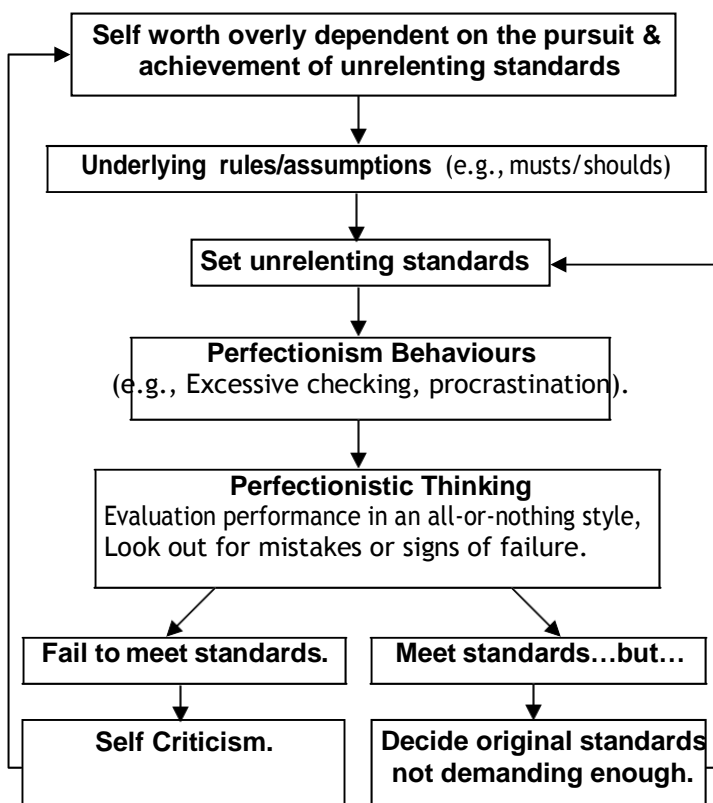 Self worth overly dependent on the pursuit &
achievement of unrelenting standards
Underlying rules/assumptions (e.g., musts/shoulds)
Set unrelenting standards
Perfectionism Behaviours
(e.g., Excessive checking, procrastination).
Perfectionistic Thinking
Evaluation performance in an all-or-nothing style,
Look out for mistakes or signs of failure.
Fail to meet standards.
Meet standards...but...
Self Criticism.
Decide original standards
not demanding enough.